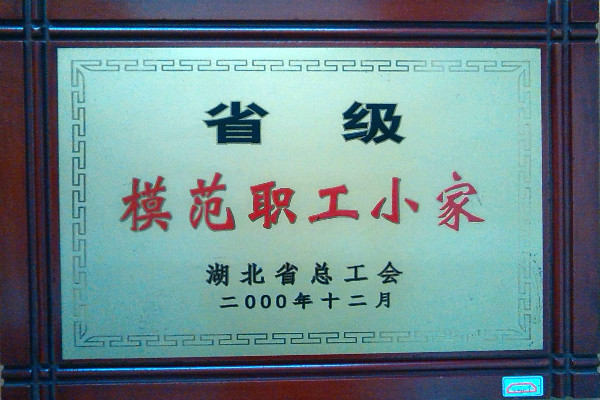 省级
模范职工小家
湖北省总工会
二000年十二月